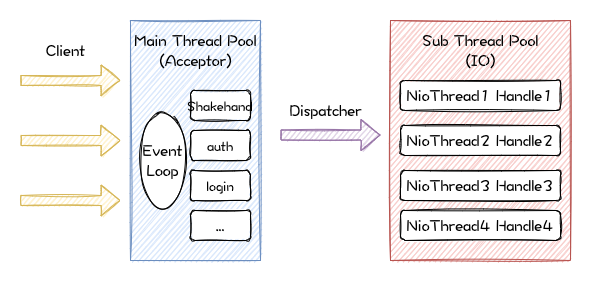 Client
Main Thread Pool
(Acceptor)
Shakehand
Event
Loop
auth
login
...
Dispatcher
Sub Thread Pool
(IO)
NioThread1 Handle1
NioThread2 Handle2
NioThread3 Handle3
NioThread4 Handle4